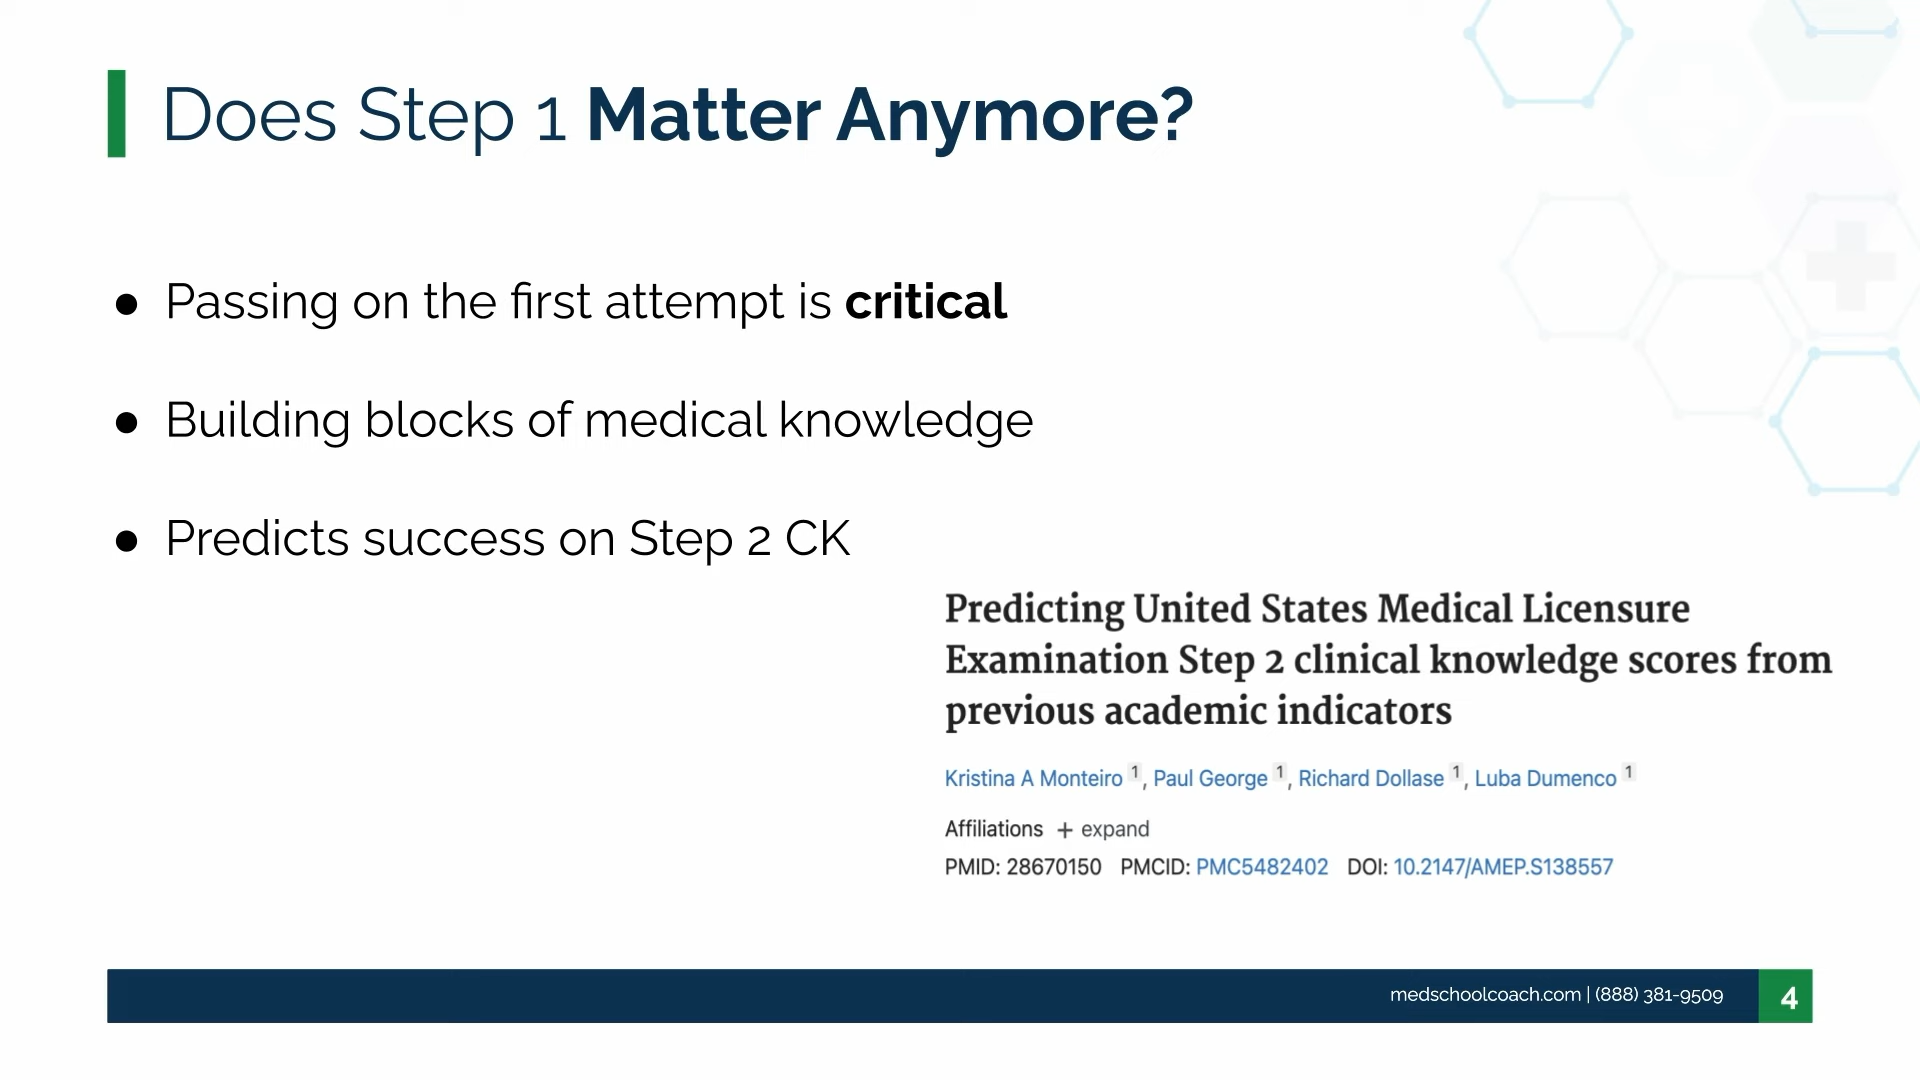 Does Step 1 Matter Anymore?
● Passing on the first attempt is critical
● Building blocks of medical knowledge
● Predicts success on Step 2 CK
Predicting United States Medical Licensure
Examination Step 2 clinical knowledge scores from
previous academic indicators
Kristina A Monteiro 1, Paul George 1, Richard Dollase 1, Luba Dumenco 1
Affiliations + expand
PMID: 28670150 PMCID: PMC5482402 DOI: 10.2147/AMEP.S138557
medschoolcoach.com | (888) 381-9509
4